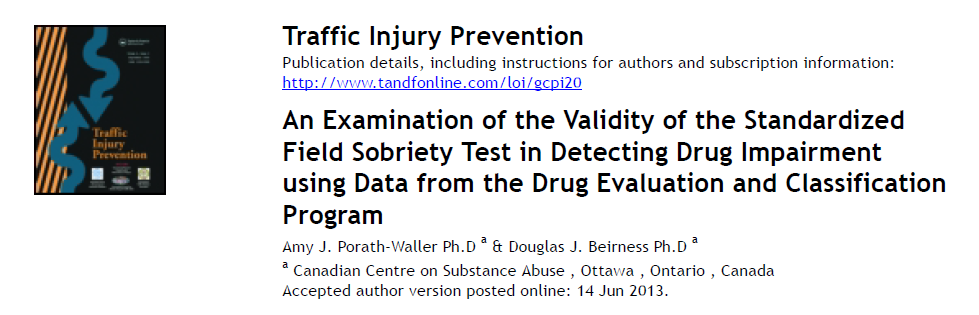 Traffic
Injury
Prevention
Traffic Injury Prevention
Publication details, including instructions for authors and subscription information:
http://www.tandfonline.com/loi/gcpi20
An Examination of the Validity of the Standardized
Field Sobriety Test in Detecting Drug Impairment
using Data from the Drug Evaluation and Classification
Program
Amy J. Porath-Waller Ph.D a & Douglas J. Beirness Ph.D a
a Canadian Centre on Substance Abuse , Ottawa , Ontario , Canada
Accepted author version posted online: 14 Jun 2013.